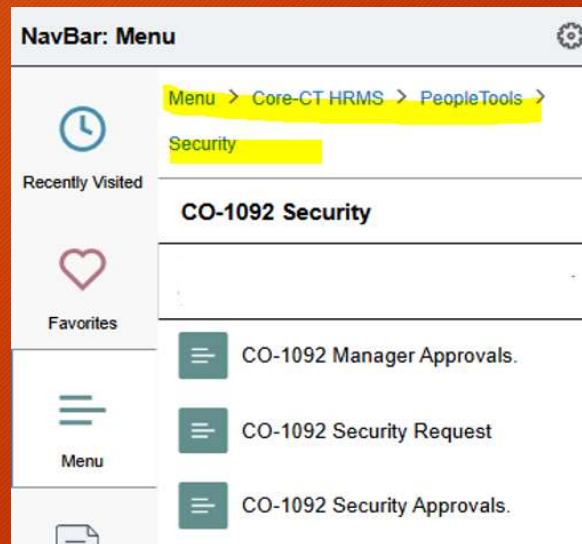 NavBar: Menu
Menu > Core-CT HRMS > PeopleTools >
Security
Recently Visited
CO-1092 Security
Favorites
CO-1092 Manager Approvals.
CO-1092 Security Request
Menu
CO-1092 Security Approvals.